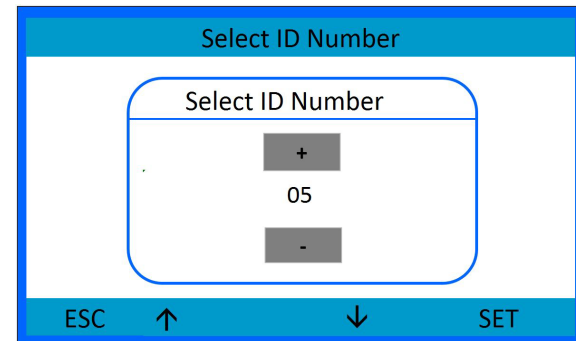 Select ID Number
Select ID Number
+
05
-
ESC ↑ ↓ SET